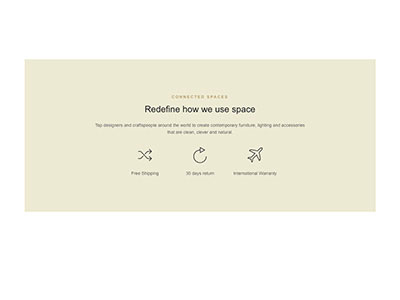 CONNECTED SPACES
Redefine how we use space
Top designers and craftspeople around the world to create contemporary furniture, lighting and accessories
that are clean, clever and natural.
Free Shipping
35 days return
International Warranty